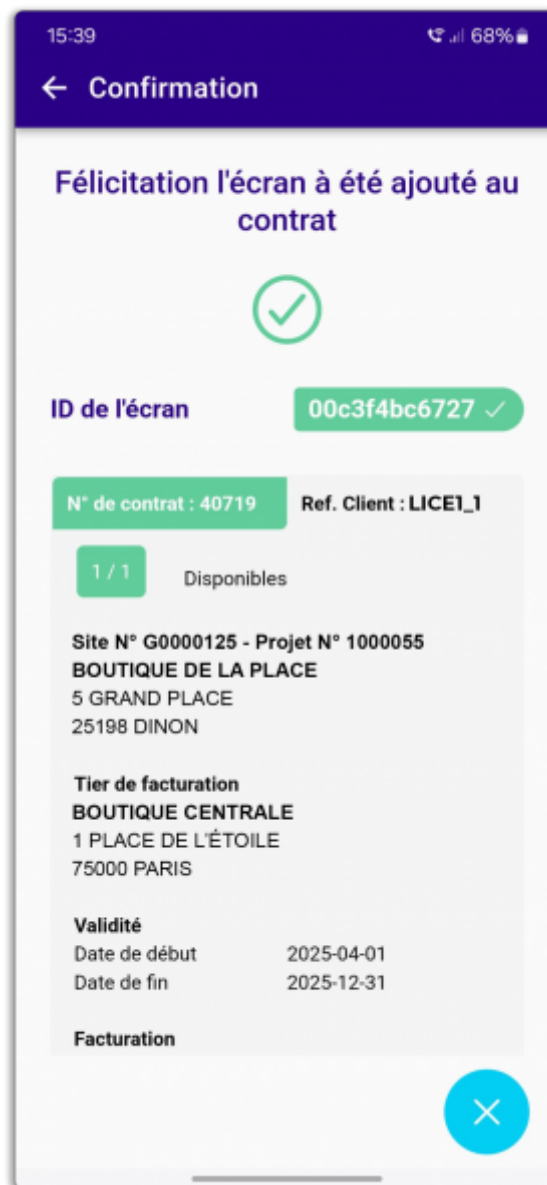 15:39
68%
Confirmation
Félicitation l'écran à été ajouté au
contrat
ID de l'écran
00c3f4bc6727
N° de contrat : 40719
Ref. Client : LICE1_1
1 / 1
Disponibles
Site N° G0000125 - Projet N° 1000055
BOUTIQUE DE LA PLACE
5 GRAND PLACE
25198 DINON
Tier de facturation
BOUTIQUE CENTRALE
1 PLACE DE L'ÉTOILE
75000 PARIS
Validité
Date de début 2025-04-01
Date de fin 2025-12-31
Facturation